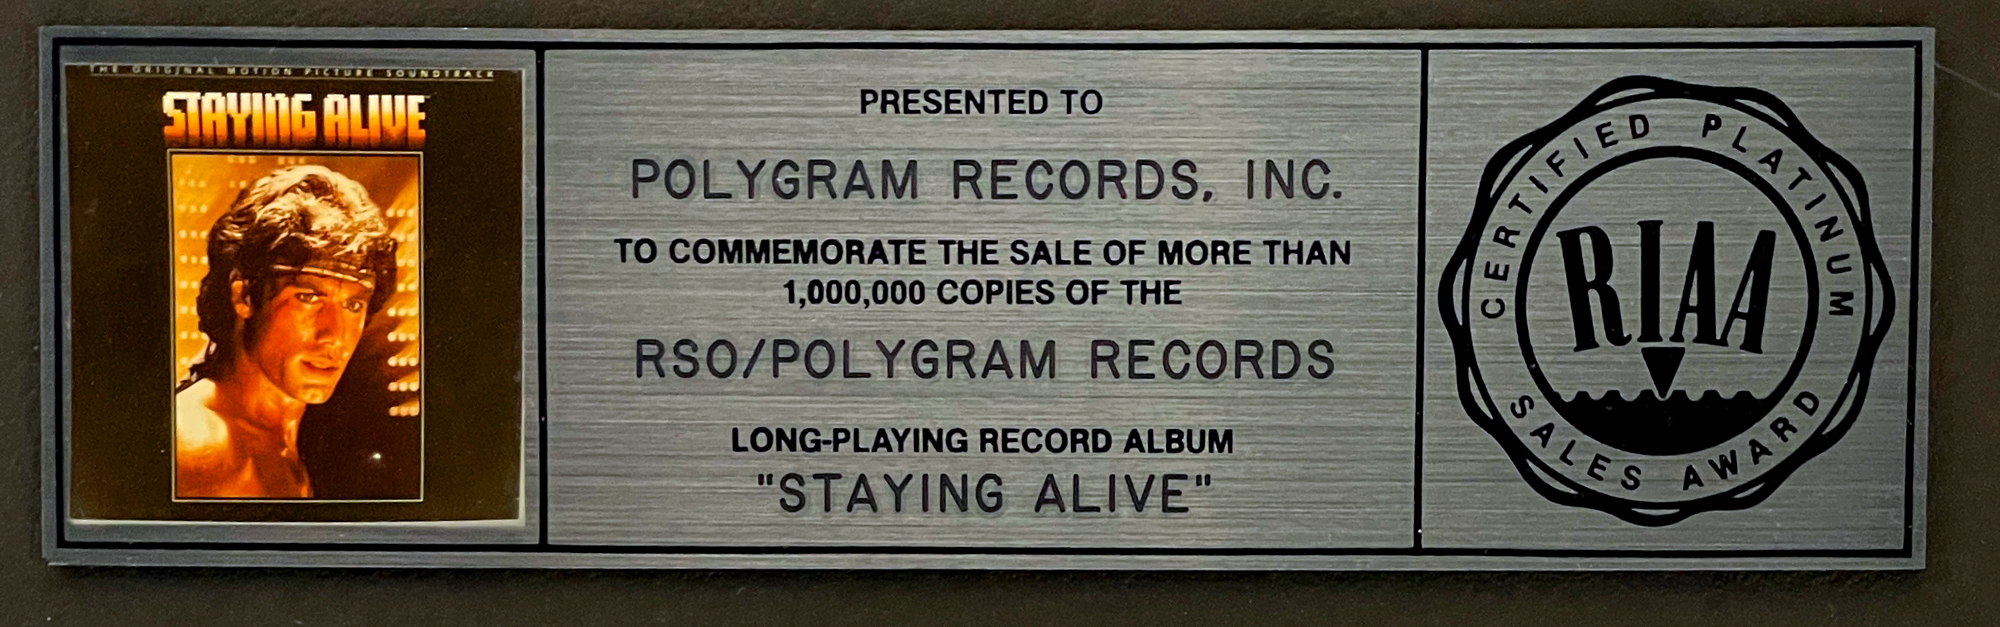 THE ORIGINAL MOTION PICTURE SOUNDTRACK
STAYING ALIVE
PRESENTED TO
POLYGRAM RECORDS, INC.
TO COMMEMORATE THE SALE OF MORE THAN
1,000,000 COPIES OF THE
RSO/POLYGRAM RECORDS
LONG-PLAYING RECORD ALBUM
"STAYING ALIVE"
CERTIFIED PLATINUM
RIAA
SALES AWARD